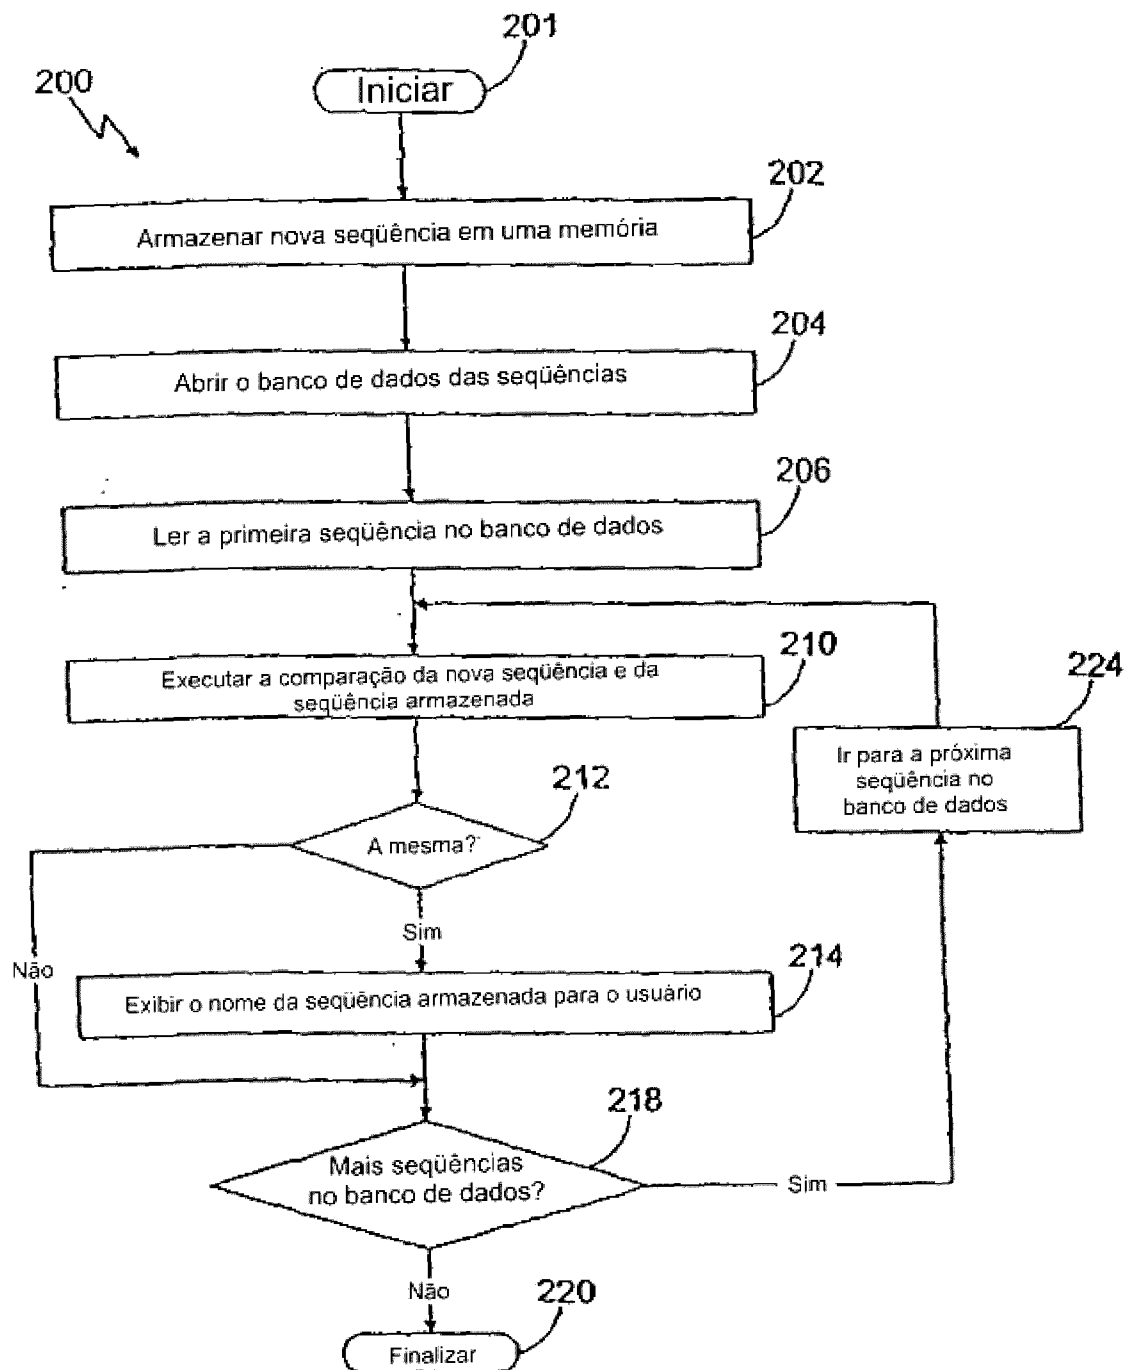 201
200
Iniciar
202
Armazenar nova seqüência em uma memória
204
Abrir o banco de dados das seqüências
206
Ler a primeira seqüência no banco de dados
210
Executar a comparação da nova seqüência e da
seqüência armazenada
224
Ir para a próxima
seqüência no
banco de dados
212
A mesma?
Sim
Não
214
Exibir o nome da seqüência armazenada para o usuário
218
Mais seqüências
no banco de dados?
Sim
Não
220
Finalizar